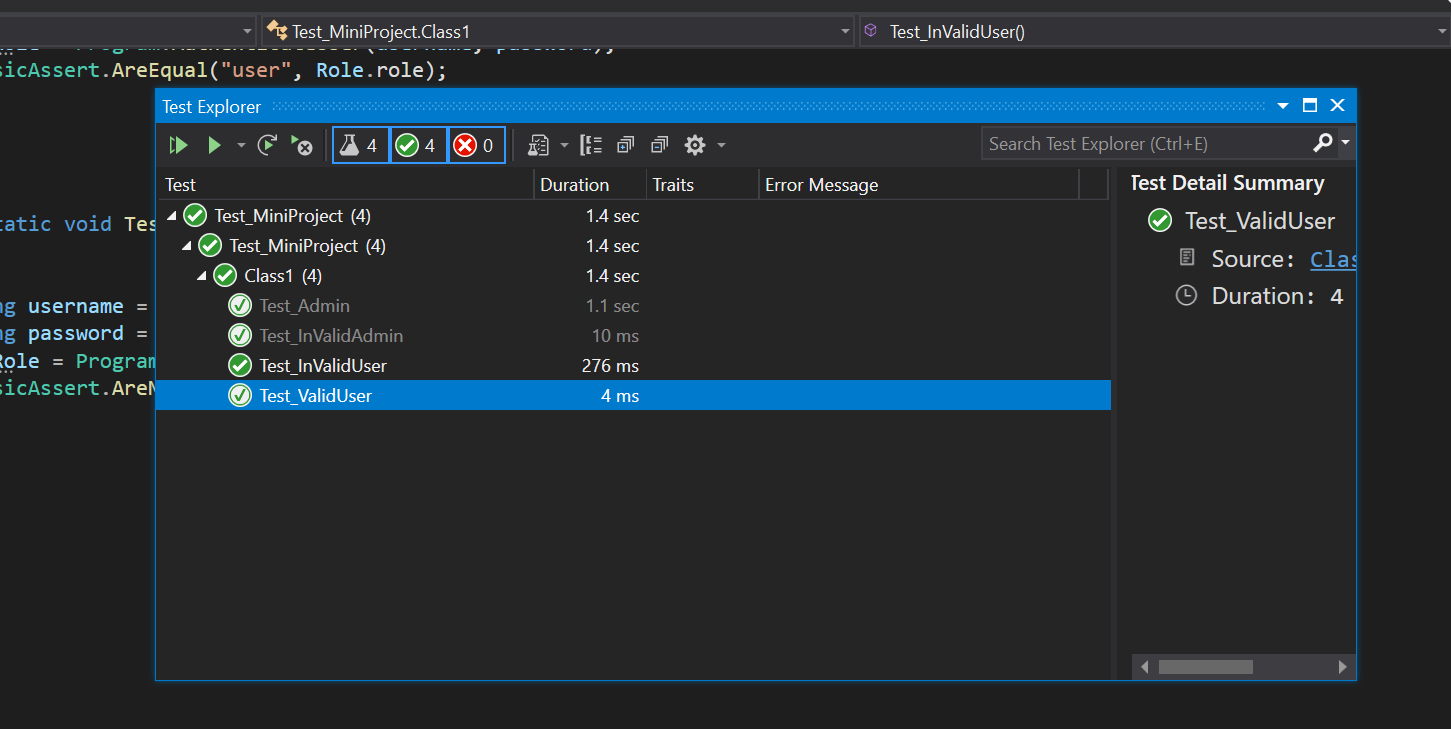 Test_MiniProject.Class1 Test_InValidUser()
sicAssert.AreEqual("user", Role.role);
Test Explorer
4 4 0 Search Test Explorer (Ctrl+E)
Test Duration Traits Error Message
Test_MiniProject (4) 1.4 sec
Test_MiniProject (4) 1.4 sec
Class1 (4) 1.4 sec
Test_Admin 1.1 sec
Test_InValidAdmin 10 ms
Test_InValidUser 276 ms
Test_ValidUser 4 ms
Test Detail Summary
Test_ValidUser
Source: Clas
Duration: 4
tatic void Tes
ng username =
ng password =
Role = Program
sicAssert.AreN